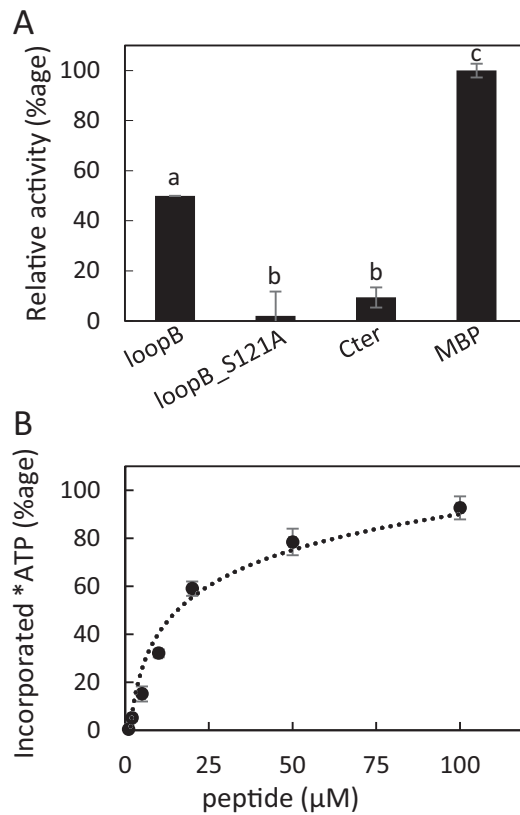 A
Relative activity (%age)
100
80
60
40
20
0
a
b
b
c
loopB
loopB_S121A
Cter
MBP
B
Incorporated *ATP (%age)
100
80
60
40
20
0
0
25
50
75
100
peptide (µM)